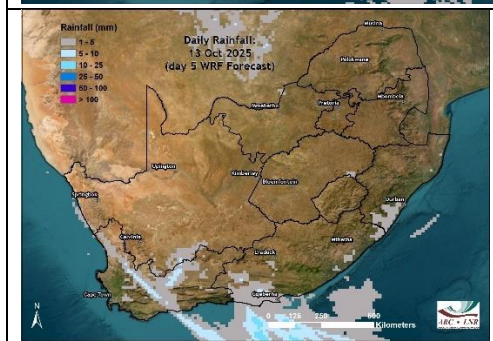 Rainfall (mm)
1 - 5
5 - 10
10 - 25
25 - 50
50 - 100
> 100
Daily Rainfall:
13 Oct 2025
(day 5 WRF Forecast)
Musina
Polokwane
Mbombela
Pretoria
Upington
Kimberley
Bloemfontein
Springbok
Durban
Mthatha
Calvinia
Cradock
Cape Town
Gqeberha
N
0 125 250 500
Kilometers
ARC • LNR